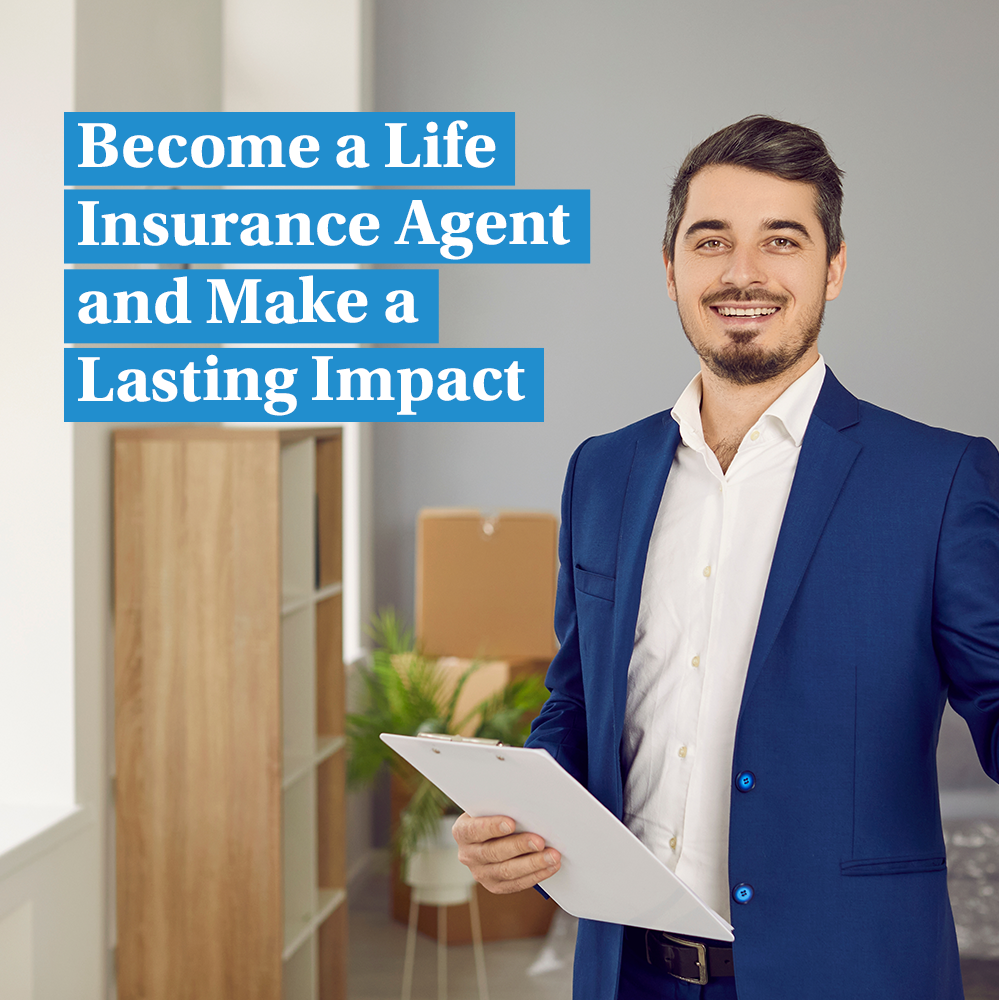 Become a Life
Insurance Agent
and Make a
Lasting Impact